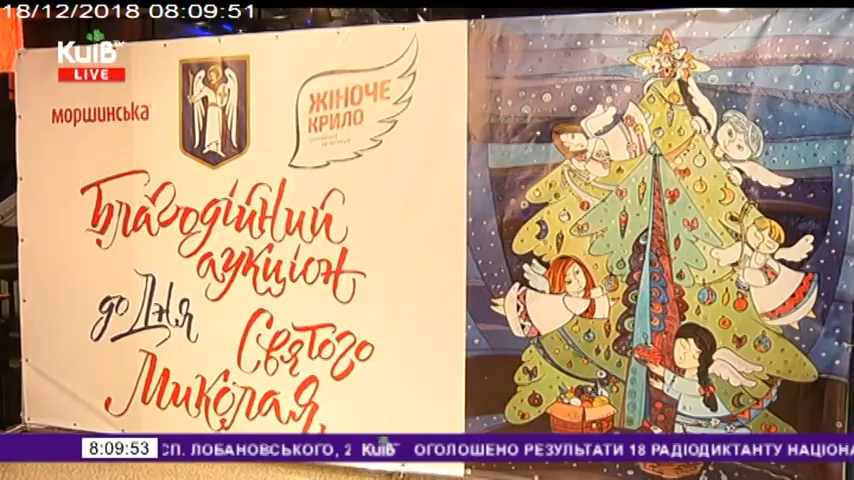 18/12/2018 08:09:51
КиїВ TV
LIVE
моршинська
ЖІНОЧЕ
КРИЛО
Благодійний
аукціон
до Дня
Святого
Миколая
8:09:53 СП. ЛОБАНОВСЬКОГО, 2 КиїВ ОГОЛОШЕНО РЕЗУЛЬТАТИ 18 РАДІОДИКТАНТУ НАЦІОНА